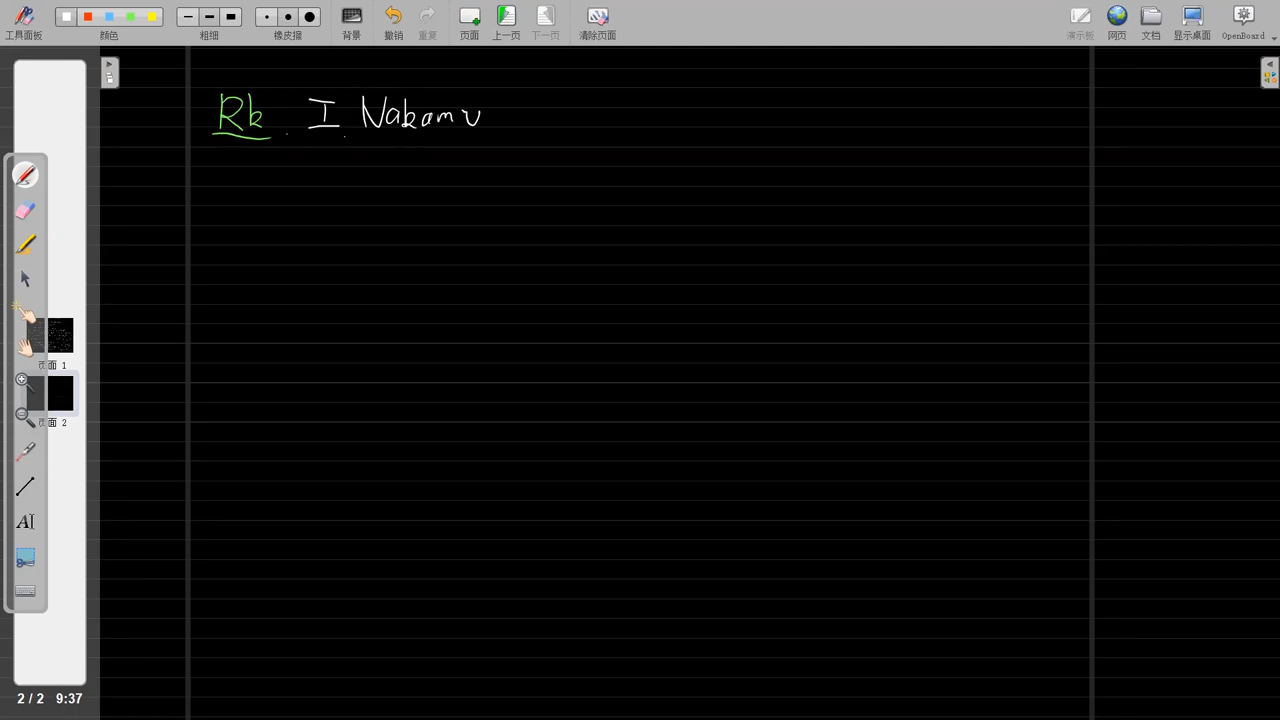 工具面板 颜色 粗细 橡皮擦 背景 撤销 重复 页面 上一页 下一页 清除页面 演示板 网页 文档 显示桌面 OpenBoard
Rk. I. Nakamu
页面 1
页面 2
2 / 2 9:37